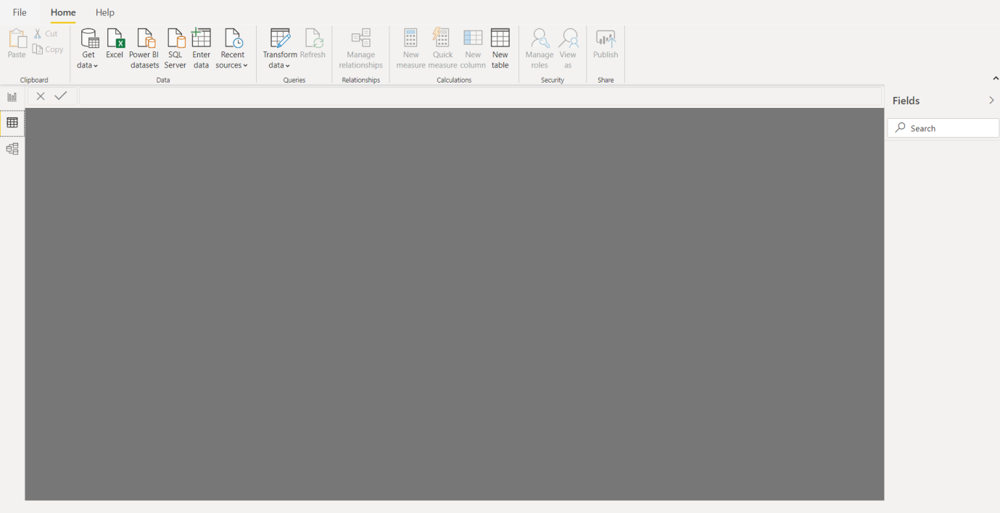 File Home Help
Paste
Cut
Copy
Clipboard
Get
data
Excel
Power BI
datasets
SQL
Server
Enter
data
Recent
sources
Data
Transform
data
Refresh
Queries
Manage
relationships
Relationships
New
measure
Quick
measure
New
column
New
table
Calculations
Manage
roles
View
as
Security
Publish
Share
Fields
Search